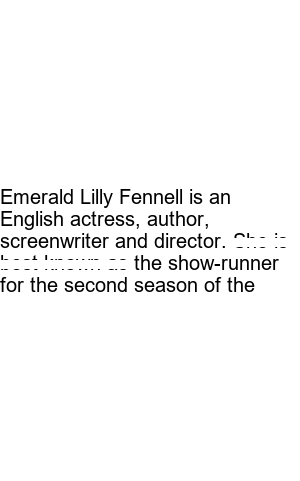 Emerald Lilly Fennell is an
English actress, author,
screenwriter and director.
the show-runner
for the second season of the